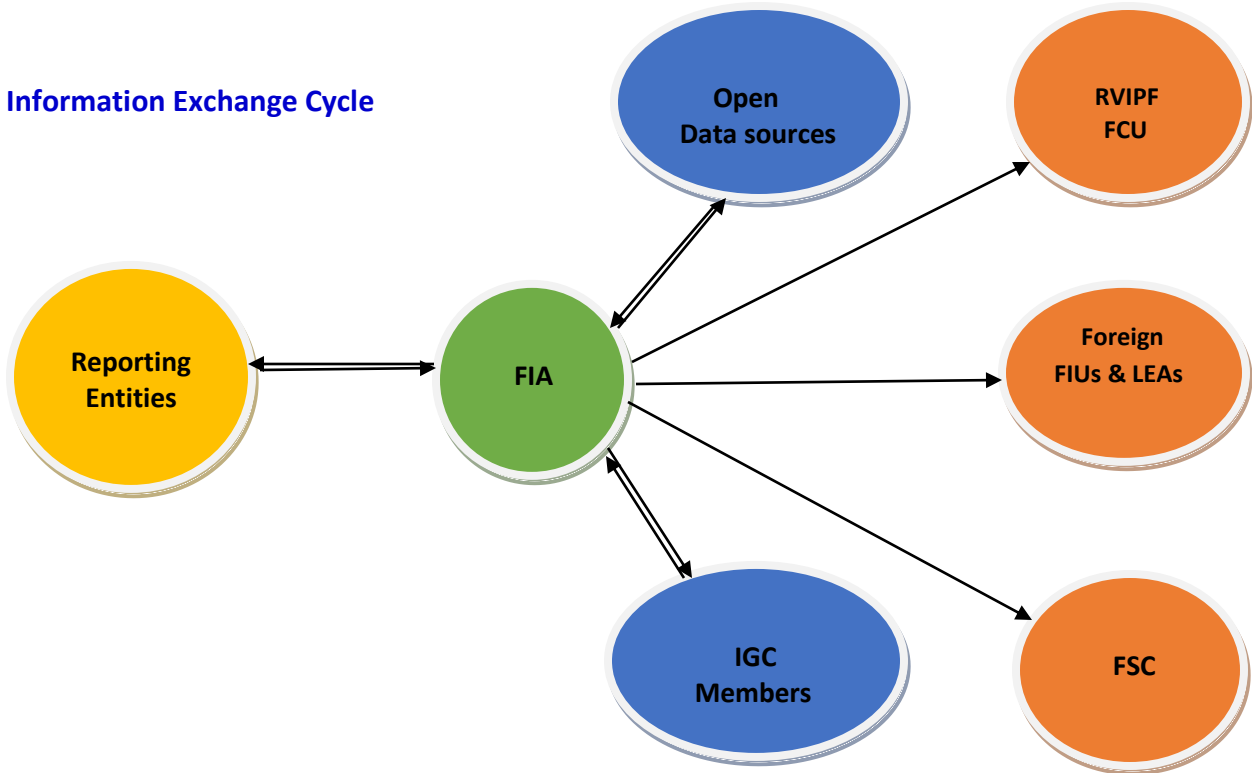 Information Exchange Cycle
Open
Data sources
RVIPF
FCU
Reporting
Entities
FIA
Foreign
FIUs & LEAs
IGC
Members
FSC